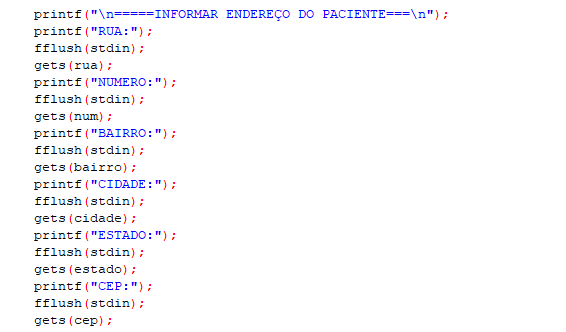 printf("\n=====INFORMAR ENDEREÇO DO PACIENTE===\n");
printf("RUA:");
fflush(stdin);
gets(rua);
printf("NUMERO:");
fflush(stdin);
gets(num);
printf("BAIRRO:");
fflush(stdin);
gets(bairro);
printf("CIDADE:");
fflush(stdin);
gets(cidade);
printf("ESTADO:");
fflush(stdin);
gets(estado);
printf("CEP:");
fflush(stdin);
gets(cep);